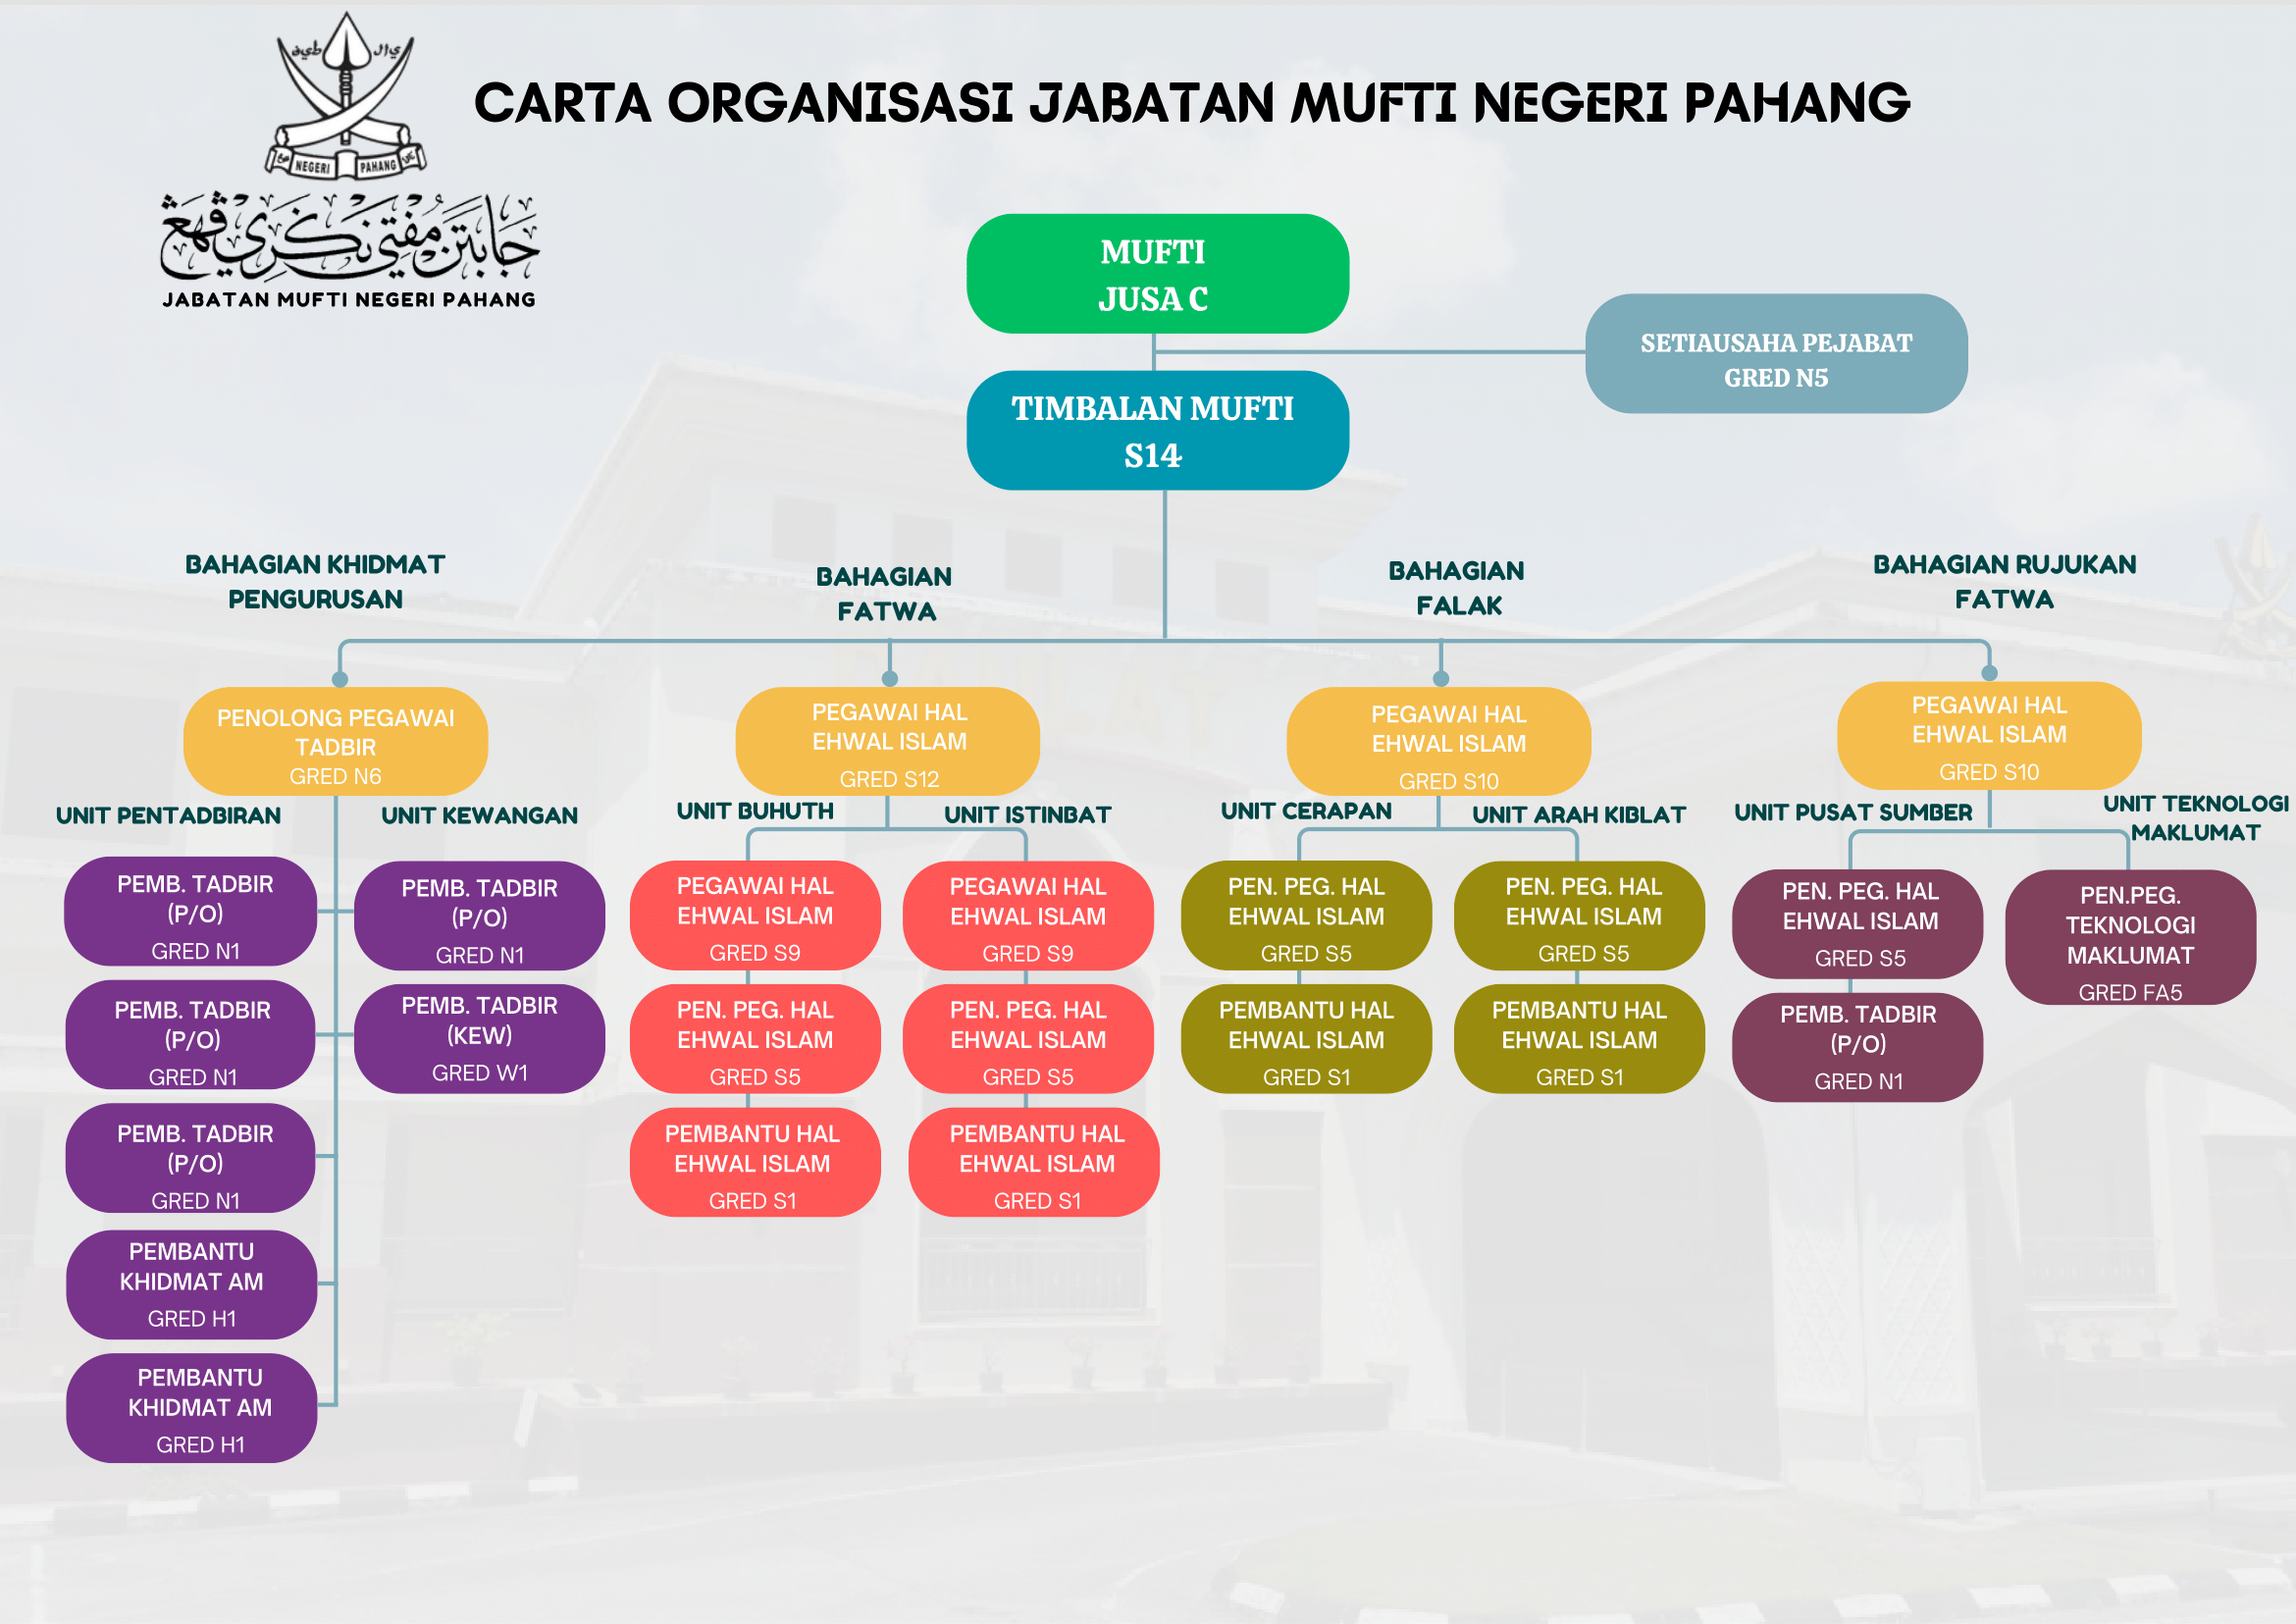 NEGERI PAHANG
جابتن مفتي نݢري ڤهڠ
JABATAN MUFTI NEGERI PAHANG
CARTA ORGANISASI JABATAN MUFTI NEGERI PAHANG
MUFTI
JUSA C
SETIAUSAHA PEJABAT
GRED N5
TIMBALAN MUFTI
S14
BAHAGIAN KHIDMAT
PENGURUSAN
PENOLONG PEGAWAI
TADBIR
GRED N6
UNIT PENTADBIRAN
PEMB. TADBIR
(P/O)
GRED N1
PEMB. TADBIR
(P/O)
GRED N1
PEMB. TADBIR
(P/O)
GRED N1
PEMBANTU
KHIDMAT AM
GRED H1
PEMBANTU
KHIDMAT AM
GRED H1
UNIT KEWANGAN
PEMB. TADBIR
(P/O)
GRED N1
PEMB. TADBIR
(KEW)
GRED W1
BAHAGIAN
FATWA
PEGAWAI HAL
EHWAL ISLAM
GRED S12
UNIT BUHUTH
PEGAWAI HAL
EHWAL ISLAM
GRED S9
PEN. PEG. HAL
EHWAL ISLAM
GRED S5
PEMBANTU HAL
EHWAL ISLAM
GRED S1
UNIT ISTINBAT
PEGAWAI HAL
EHWAL ISLAM
GRED S9
PEN. PEG. HAL
EHWAL ISLAM
GRED S5
PEMBANTU HAL
EHWAL ISLAM
GRED S1
BAHAGIAN
FALAK
PEGAWAI HAL
EHWAL ISLAM
GRED S10
UNIT CERAPAN
PEN. PEG. HAL
EHWAL ISLAM
GRED S5
PEMBANTU HAL
EHWAL ISLAM
GRED S1
UNIT ARAH KIBLAT
PEN. PEG. HAL
EHWAL ISLAM
GRED S5
PEMBANTU HAL
EHWAL ISLAM
GRED S1
BAHAGIAN RUJUKAN
FATWA
PEGAWAI HAL
EHWAL ISLAM
GRED S10
UNIT PUSAT SUMBER
PEN. PEG. HAL
EHWAL ISLAM
GRED S5
PEMB. TADBIR
(P/O)
GRED N1
UNIT TEKNOLOGI
MAKLUMAT
PEN.PEG.
TEKNOLOGI
MAKLUMAT
GRED FA5